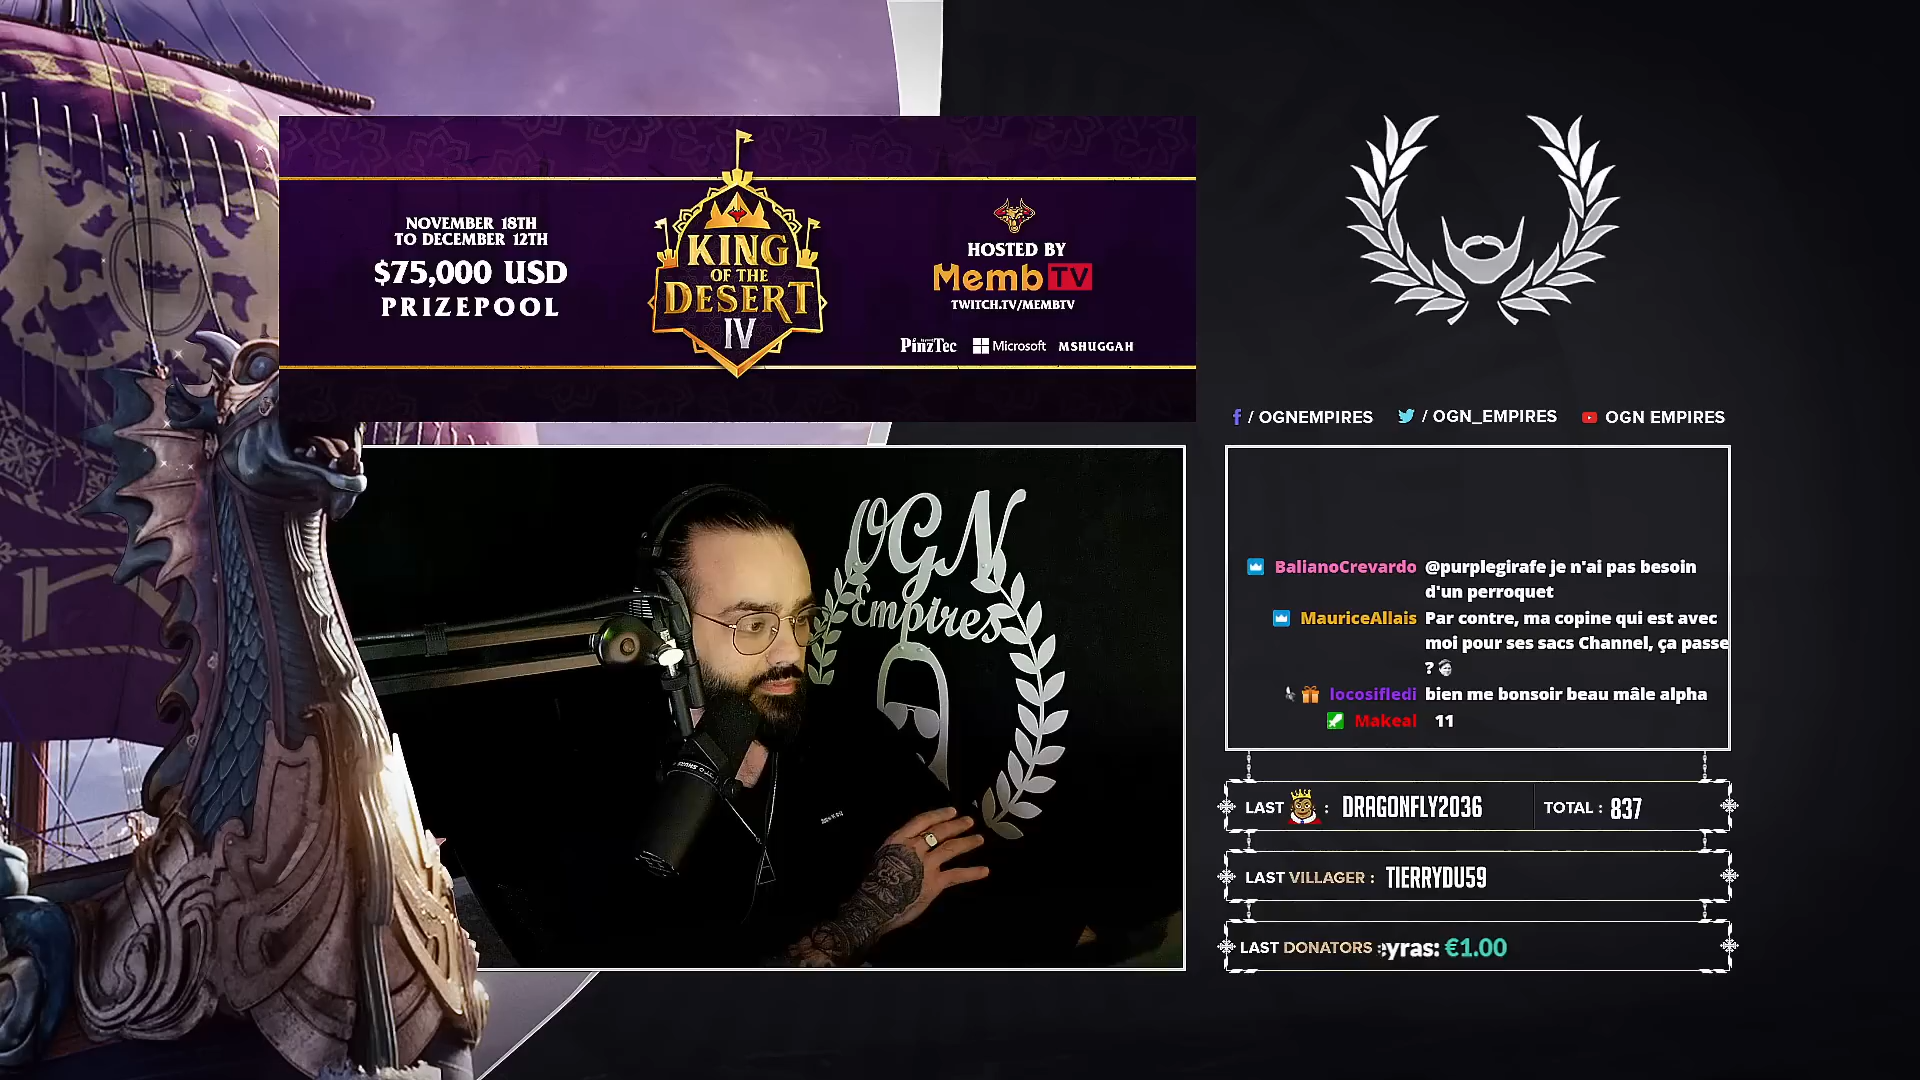 NOVEMBER 18TH
TO DECEMBER 12TH
$75,000 USD
PRIZEPOOL
KING
OF THE
DESERT
IV
HOSTED BY
MembTV
TWITCH.TV/MEMBTV
PinzTec Microsoft MSHUGGAH
/ OGNEMPIRES / OGN_EMPIRES OGN EMPIRES
OGN
Empires
BalianoCrevardo @purplegirafe je n'ai pas besoin
d'un perroquet
MauriceAllais Par contre, ma copine qui est avec
moi pour ses sacs Channel, ça passe
?
locosifledi bien me bonsoir beau mâle alpha
Makeal 11
LAST : DRAGONFLY2036 TOTAL : 837
LAST VILLAGER : TIERRYDU59
LAST DONATORS : eyras: €1.00